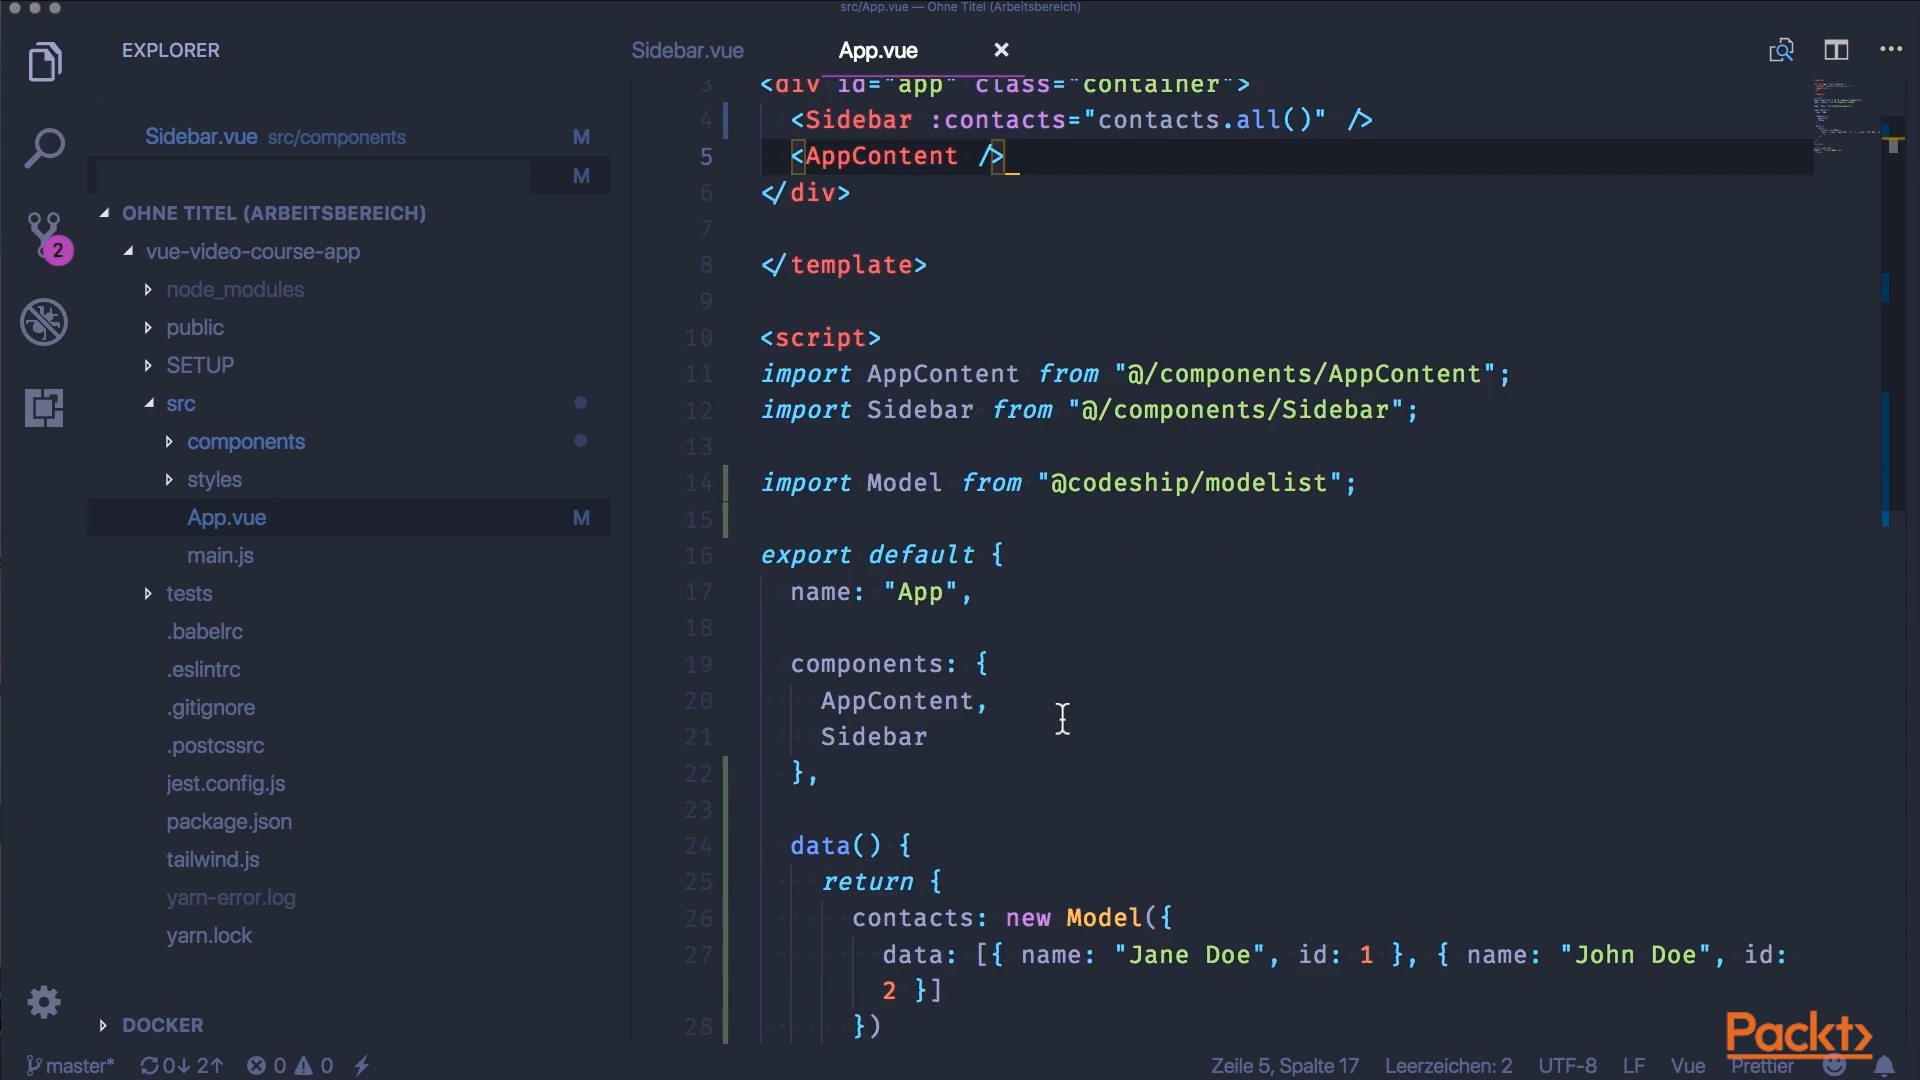 src/App.vue — Ohne Titel (Arbeitsbereich)
EXPLORER
Sidebar.vue src/components M
M
OHNE TITEL (ARBEITSBEREICH)
vue-video-course-app
node_modules
public
SETUP
src
components
styles
App.vue M
main.js
tests
.babelrc
.eslintrc
.gitignore
.postcssrc
jest.config.js
package.json
tailwind.js
yarn-error.log
yarn.lock
DOCKER
2
Sidebar.vue App.vue ×
3 <div id="app" class="container">
4 <Sidebar :contacts="contacts.all()" />
5 <AppContent />
6 </div>
7
8 </template>
9
10 <script>
11 import AppContent from "@/components/AppContent";
12 import Sidebar from "@/components/Sidebar";
13
14 import Model from "@codeship/modelist";
15
16 export default {
17 name: "App",
18
19 components: {
20 AppContent,
21 Sidebar
22 },
23
24 data() {
25 return {
26 contacts: new Model({
27 data: [{ name: "Jane Doe", id: 1 }, { name: "John Doe", id:
2 }]
28 })
Packt>
master* 0↓ 2↑ 0 0 Zeile 5, Spalte 17 Leerzeichen: 2 UTF-8 LF Vue Prettier